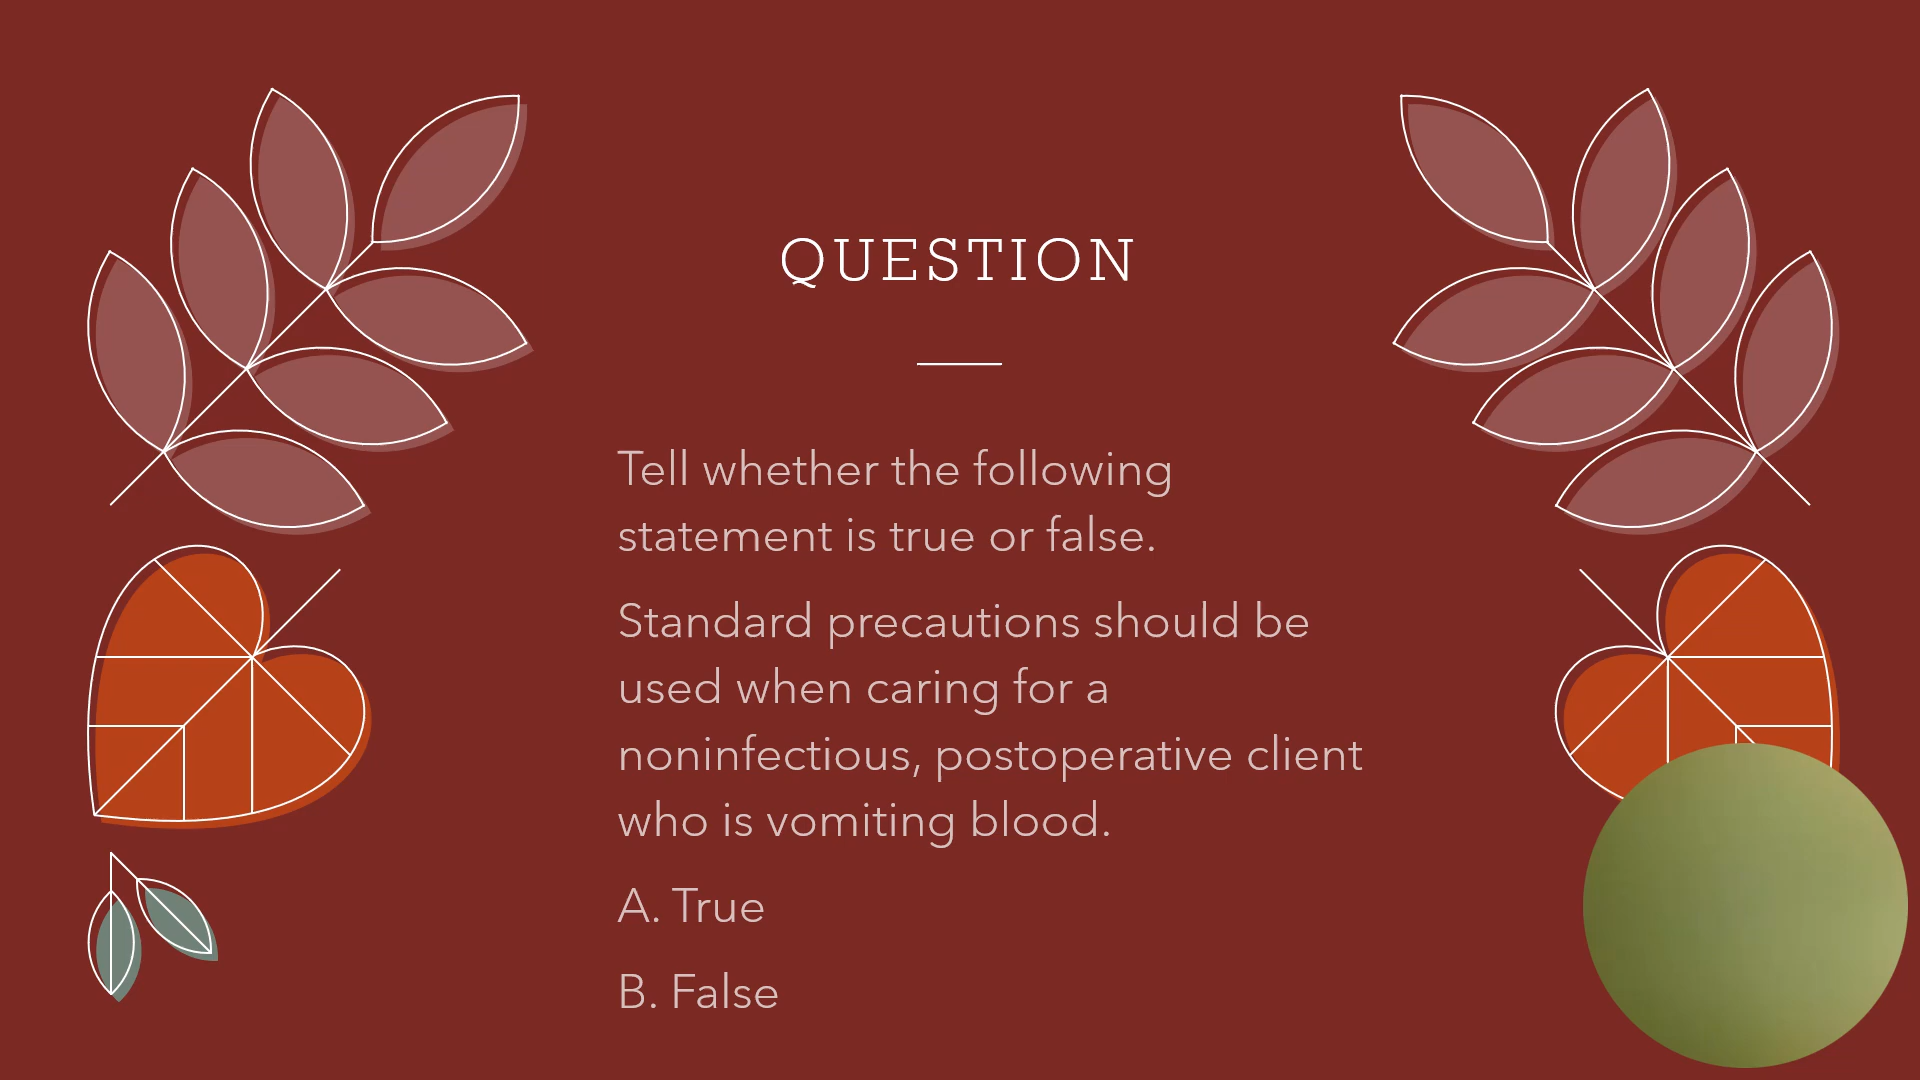 QUESTION
Tell whether the following
statement is true or false.
Standard precautions should be
used when caring for a
noninfectious, postoperative client
who is vomiting blood.
A. True
B. False